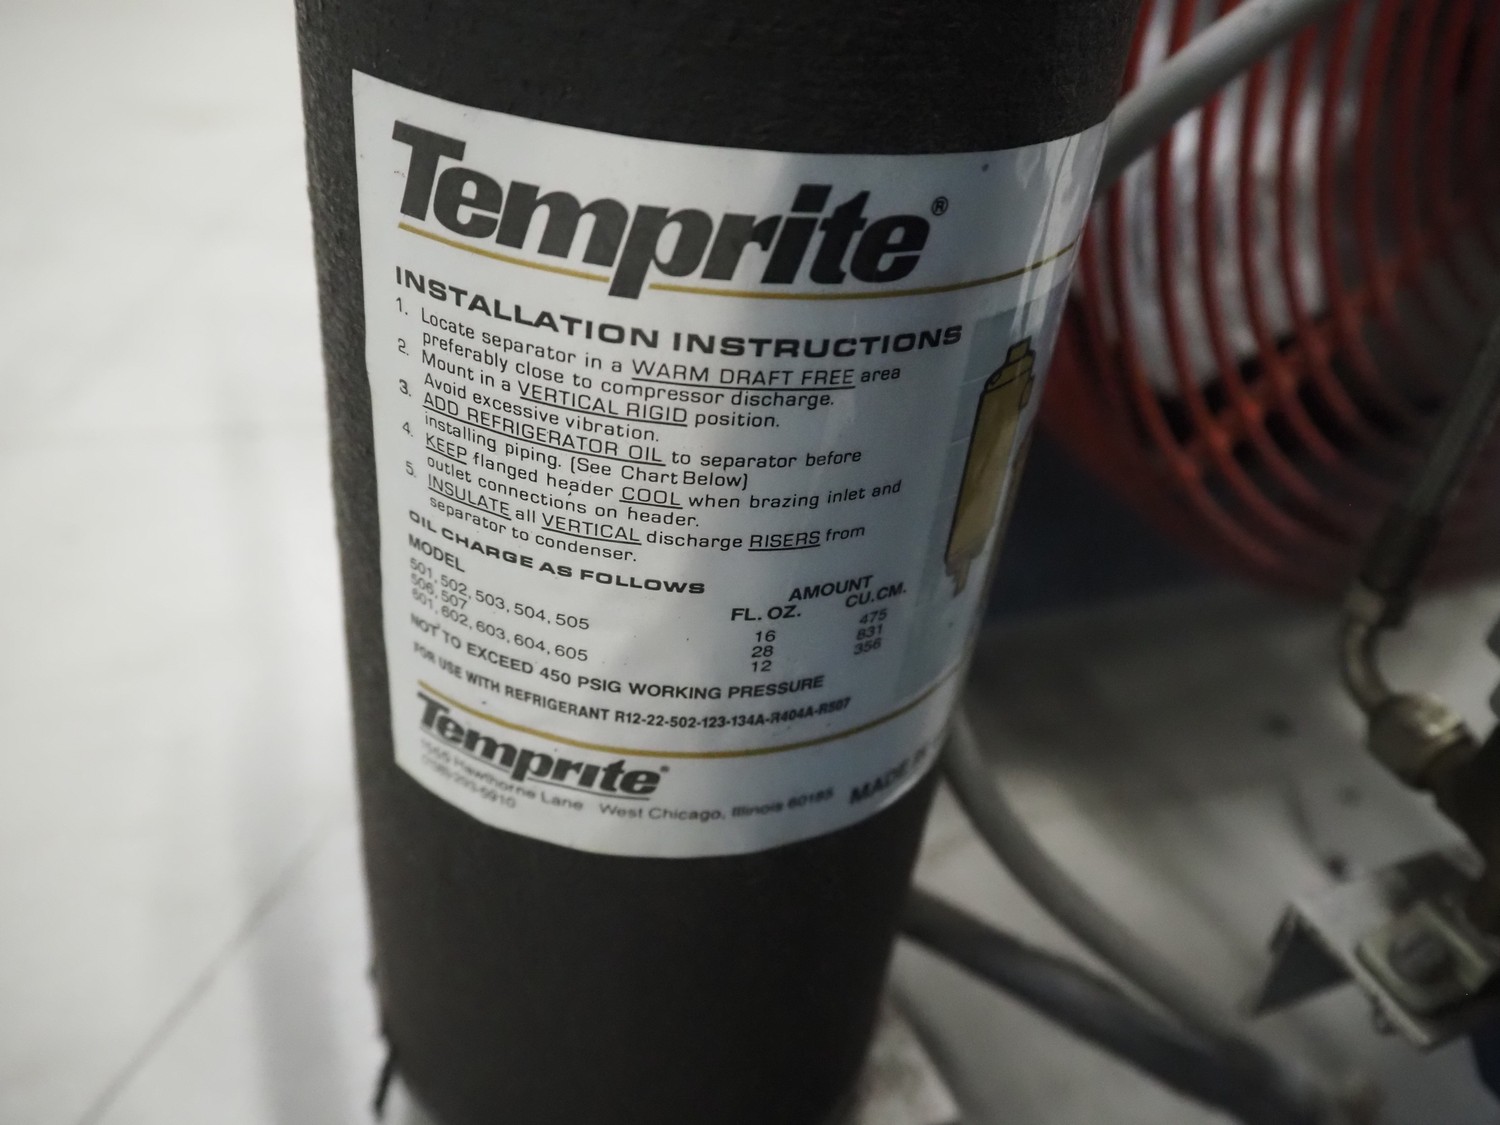 Temprite®
INSTALLATION INSTRUCTIONS
1. Locate separator in a WARM DRAFT FREE area
preferably close to compressor discharge.
2. Mount in a VERTICAL RIGID position.
Avoid excessive vibration.
3. ADD REFRIGERATOR OIL to separator before
installing piping. (See Chart Below)
4. KEEP flanged header COOL when brazing inlet and
outlet connections on header.
5. INSULATE all VERTICAL discharge RISERS from
separator to condenser.
OIL CHARGE AS FOLLOWS
AMOUNT
MODEL FL. OZ. CU.CM.
501, 502, 503, 504, 505 16 475
506, 507 28 831
601, 602, 603, 604, 605 12 356
NOT TO EXCEED 450 PSIG WORKING PRESSURE
FOR USE WITH REFRIGERANT R12-22-502-123-134A-R404A-R507
Temprite®
Hawthorne Lane West Chicago, Illinois 60185
MADE